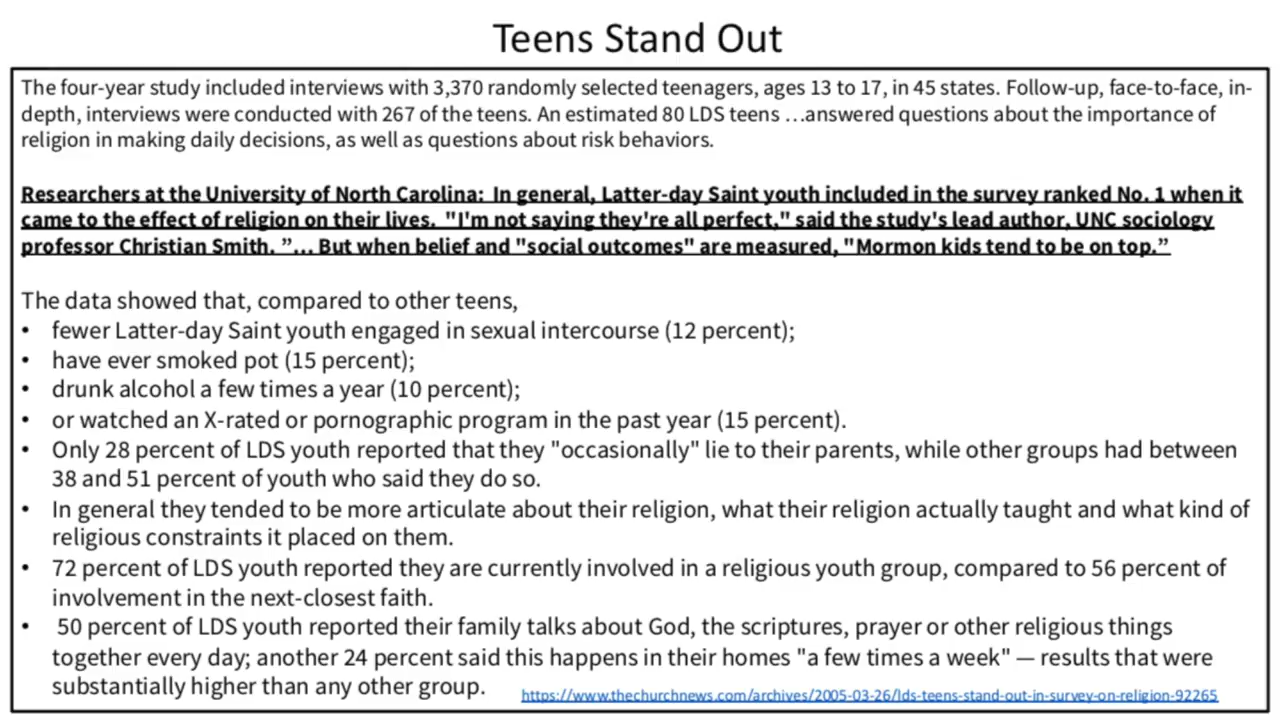 Teens Stand Out
The four-year study included interviews with 3,370 randomly selected teenagers, ages 13 to 17, in 45 states. Follow-up, face-to-face, in-
depth, interviews were conducted with 267 of the teens. An estimated 80 LDS teens …answered questions about the importance of
religion in making daily decisions, as well as questions about risk behaviors.
Researchers at the University of North Carolina:  In general, Latter-day Saint youth included in the survey ranked No. 1 when it
came to the effect of religion on their lives.  "I'm not saying they're all perfect," said the study's lead author, UNC sociology
professor Christian Smith. ”… But when belief and "social outcomes" are measured, "Mormon kids tend to be on top.”
The data showed that, compared to other teens,
• fewer Latter-day Saint youth engaged in sexual intercourse (12 percent);
• have ever smoked pot (15 percent);
• drunk alcohol a few times a year (10 percent);
• or watched an X-rated or pornographic program in the past year (15 percent).
• Only 28 percent of LDS youth reported that they "occasionally" lie to their parents, while other groups had between
38 and 51 percent of youth who said they do so.
• In general they tended to be more articulate about their religion, what their religion actually taught and what kind of
religious constraints it placed on them.
• 72 percent of LDS youth reported they are currently involved in a religious youth group, compared to 56 percent of
involvement in the next-closest faith.
• 50 percent of LDS youth reported their family talks about God, the scriptures, prayer or other religious things
together every day; another 24 percent said this happens in their homes "a few times a week" — results that were
substantially higher than any other group.
https://www.thechurchnews.com/archives/2005-03-26/lds-teens-stand-out-in-survey-on-religion-92265